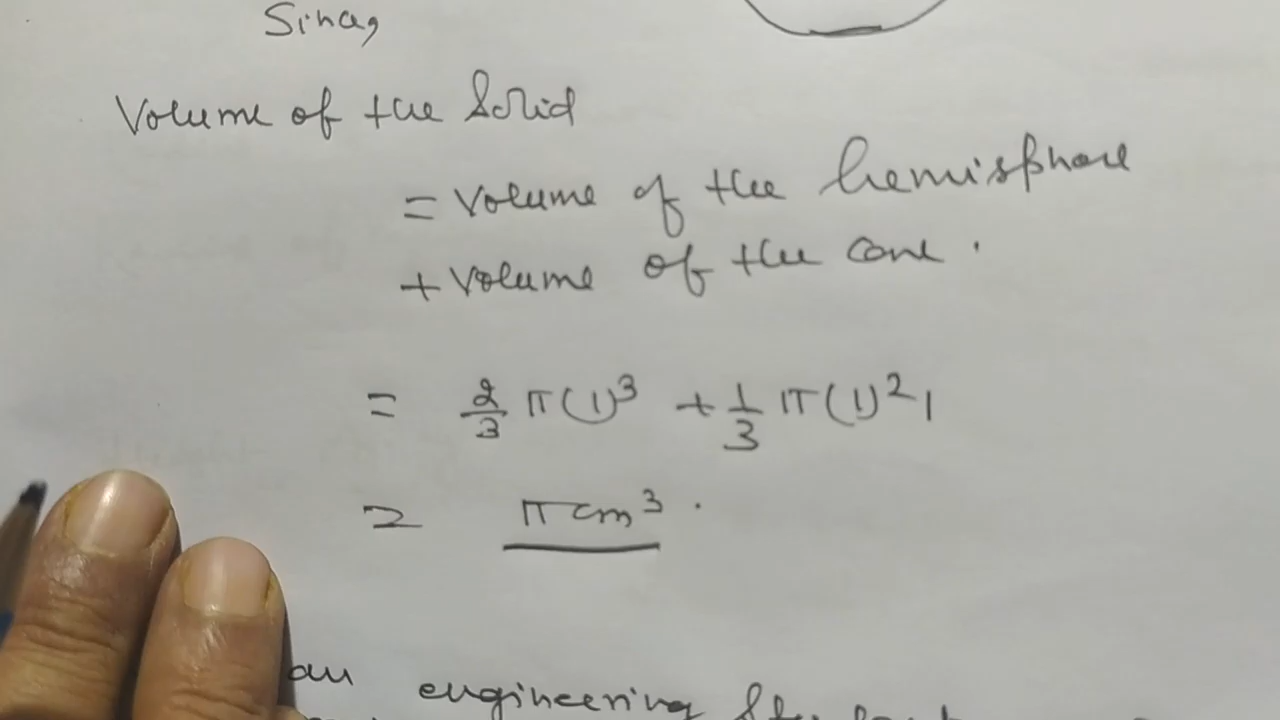 Since,
Volume of the Solid
= Volume of the hemisphere
+ Volume of the cone.
= 2/3 π(1)³ + 1/3 π(1)² 1
= π cm³.
an engineering